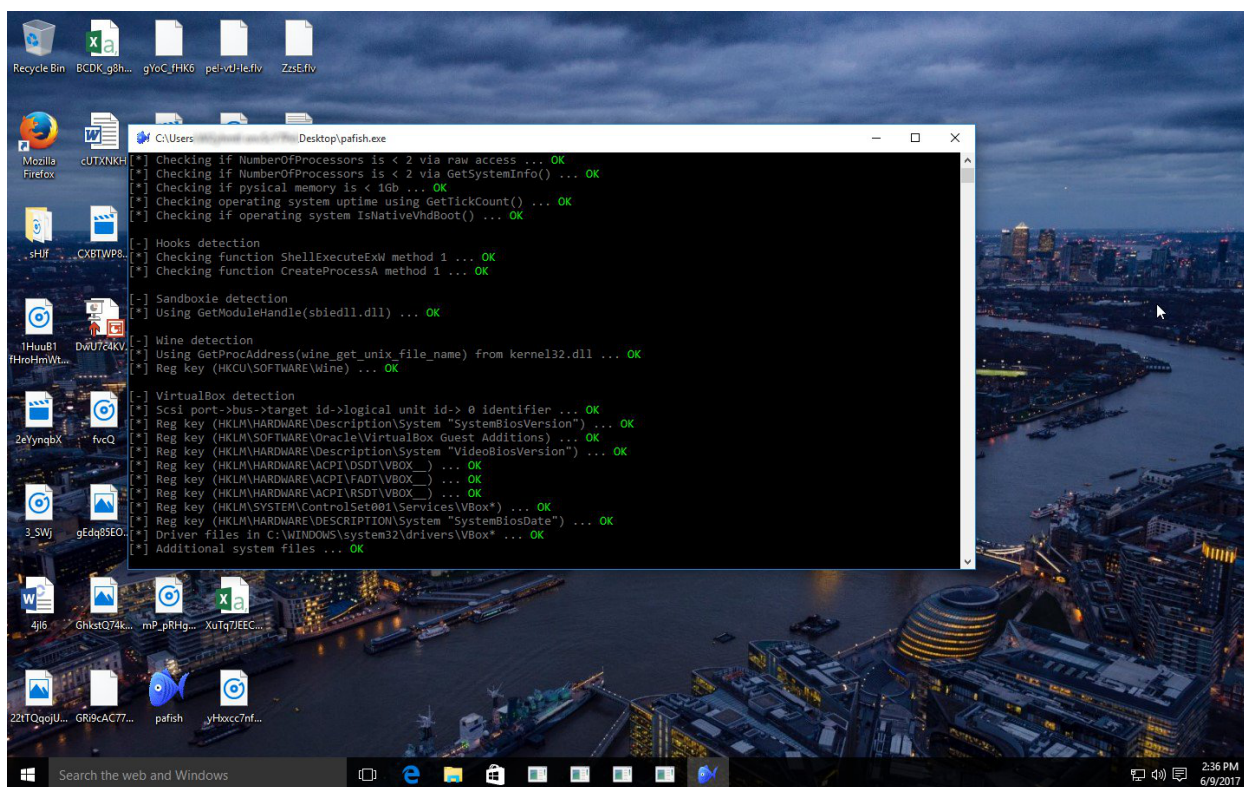 Recycle Bin
BCDK_g8h...
gYoC_fHK6
pel-vtJ-Ie.flv
ZzsE.flv
Mozilla
Firefox
cUTXNKH
C:\Users
Desktop\pafish.exe
[*] Checking if NumberOfProcessors is < 2 via raw access ... OK
[*] Checking if NumberOfProcessors is < 2 via GetSystemInfo() ... OK
[*] Checking if pysical memory is < 1Gb ... OK
[*] Checking operating system uptime using GetTickCount() ... OK
[*] Checking if operating system IsNativeVhdBoot() ... OK
[-] Hooks detection
[*] Checking function ShellExecuteExW method 1 ... OK
[*] Checking function CreateProcessA method 1 ... OK
[-] Sandboxie detection
[*] Using GetModuleHandle(sbiedll.dll) ... OK
[-] Wine detection
[*] Using GetProcAddress(wine_get_unix_file_name) from kernel32.dll ... OK
[*] Reg key (HKCU\SOFTWARE\Wine) ... OK
[-] VirtualBox detection
[*] Scsi port->bus->target id->logical unit id-> 0 identifier ... OK
[*] Reg key (HKLM\HARDWARE\Description\System "SystemBiosVersion") ... OK
[*] Reg key (HKLM\SOFTWARE\Oracle\VirtualBox Guest Additions) ... OK
[*] Reg key (HKLM\HARDWARE\Description\System "VideoBiosVersion") ... OK
[*] Reg key (HKLM\HARDWARE\ACPI\DSDT\VBOX__) ... OK
[*] Reg key (HKLM\HARDWARE\ACPI\FADT\VBOX__) ... OK
[*] Reg key (HKLM\HARDWARE\ACPI\RSDT\VBOX__) ... OK
[*] Reg key (HKLM\SYSTEM\ControlSet001\Services\VBox*) ... OK
[*] Reg key (HKLM\HARDWARE\DESCRIPTION\System "SystemBiosDate") ... OK
[*] Driver files in C:\WINDOWS\system32\drivers\VBox* ... OK
[*] Additional system files ... OK
sHJf
CXBTWP8..
1HuuB1
fHroHmWt...
DwU7c4KV.
2eYynqbX
fvcQ
3_SWj
gEdq85EO..
4jI6
GhkstQ74k...
mP_pRHg...
XuTq7JEEC...
22tTQqojU...
GRi9cAC77...
pafish
yHxxcc7nf...
Search the web and Windows
2:36 PM
6/9/2017